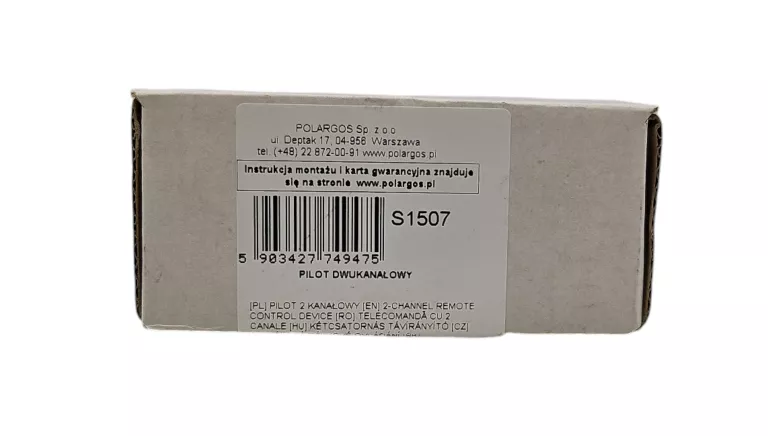 POLARGOS Sp. z o.o
ul. Deptak 17, 04-956 Warszawa
tel. (+48) 22 872-00-91 www.polargos.pl
Instrukcja montażu i karta gwarancyjna znajduje
się na stronie www.polargos.pl
S1507
5 903427 749475
PILOT DWUKANAŁOWY
[PL] PILOT 2 KANAŁOWY [EN] 2-CHANNEL REMOTE
CONTROL DEVICE [RO] TELECOMANDĂ CU 2
CANALE [HU] KÉTCSATORNÁS TÁVIRÁNYÍTÓ [CZ]